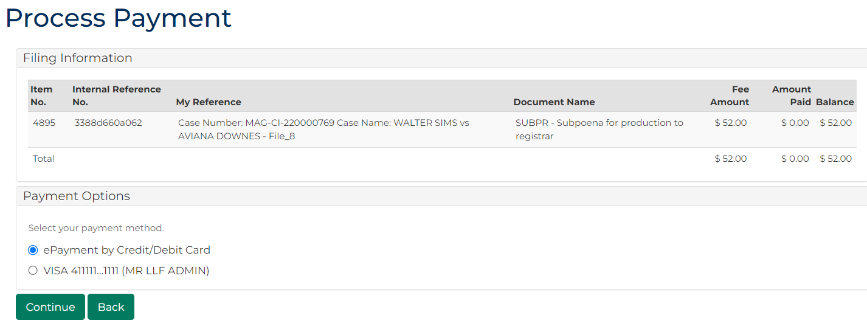 Process Payment
Filing Information
Item No. Internal Reference No. My Reference Document Name Fee Amount Amount Paid Balance
4895 3388d660a062 Case Number: MAG-CI-220000769 Case Name: WALTER SIMS vs AVIANA DOWNES - File_8 SUBPR - Subpoena for production to registrar $ 52.00 $ 0.00 $ 52.00
Total $ 52.00 $ 0.00 $ 52.00
Payment Options
Select your payment method.
ePayment by Credit/Debit Card
VISA 411111...1111 (MR LLF ADMIN)
Continue Back